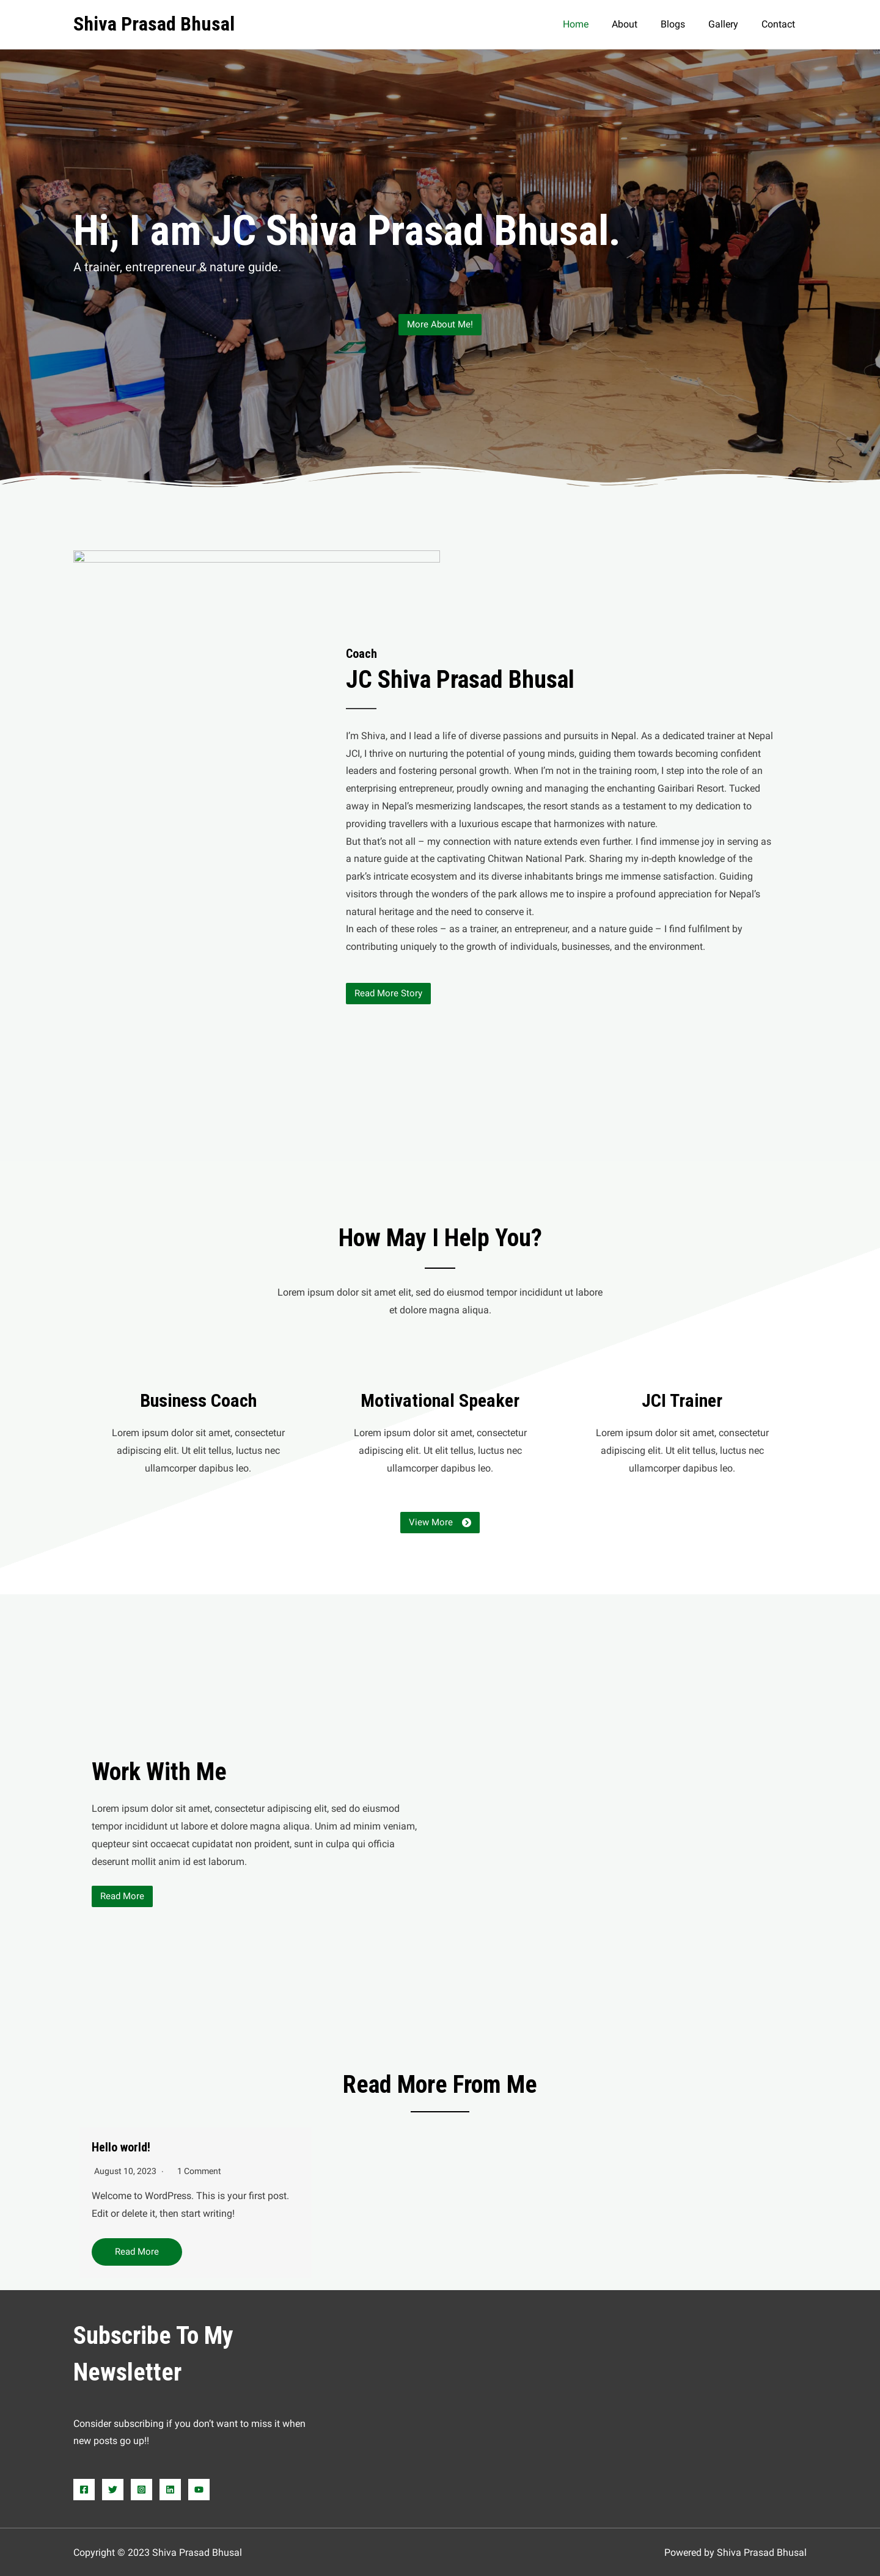 Shiva Prasad Bhusal
Home About Blogs Gallery Contact
Hi, I am JC Shiva Prasad Bhusal.
A trainer, entrepreneur & nature guide.
More About Me!
Coach
JC Shiva Prasad Bhusal
I’m Shiva, and I lead a life of diverse passions and pursuits in Nepal. As a dedicated trainer at Nepal
JCI, I thrive on nurturing the potential of young minds, guiding them towards becoming confident
leaders and fostering personal growth. When I’m not in the training room, I step into the role of an
enterprising entrepreneur, proudly owning and managing the enchanting Gairibari Resort. Tucked
away in Nepal’s mesmerizing landscapes, the resort stands as a testament to my dedication to
providing travellers with a luxurious escape that harmonizes with nature.
But that’s not all – my connection with nature extends even further. I find immense joy in serving as
a nature guide at the captivating Chitwan National Park. Sharing my in-depth knowledge of the
park’s intricate ecosystem and its diverse inhabitants brings me immense satisfaction. Guiding
visitors through the wonders of the park allows me to inspire a profound appreciation for Nepal’s
natural heritage and the need to conserve it.
In each of these roles – as a trainer, an entrepreneur, and a nature guide – I find fulfilment by
contributing uniquely to the growth of individuals, businesses, and the environment.
Read More Story
How May I Help You?
Lorem ipsum dolor sit amet elit, sed do eiusmod tempor incididunt ut labore
et dolore magna aliqua.
Business Coach
Lorem ipsum dolor sit amet, consectetur
adipiscing elit. Ut elit tellus, luctus nec
ullamcorper dapibus leo.
Motivational Speaker
Lorem ipsum dolor sit amet, consectetur
adipiscing elit. Ut elit tellus, luctus nec
ullamcorper dapibus leo.
JCI Trainer
Lorem ipsum dolor sit amet, consectetur
adipiscing elit. Ut elit tellus, luctus nec
ullamcorper dapibus leo.
View More
Work With Me
Lorem ipsum dolor sit amet, consectetur adipiscing elit, sed do eiusmod
tempor incididunt ut labore et dolore magna aliqua. Unim ad minim veniam,
quepteur sint occaecat cupidatat non proident, sunt in culpa qui officia
deserunt mollit anim id est laborum.
Read More
Read More From Me
Hello world!
August 10, 2023 · 1 Comment
Welcome to WordPress. This is your first post.
Edit or delete it, then start writing!
Read More
Subscribe To My
Newsletter
Consider subscribing if you don’t want to miss it when
new posts go up!!
Copyright © 2023 Shiva Prasad Bhusal
Powered by Shiva Prasad Bhusal